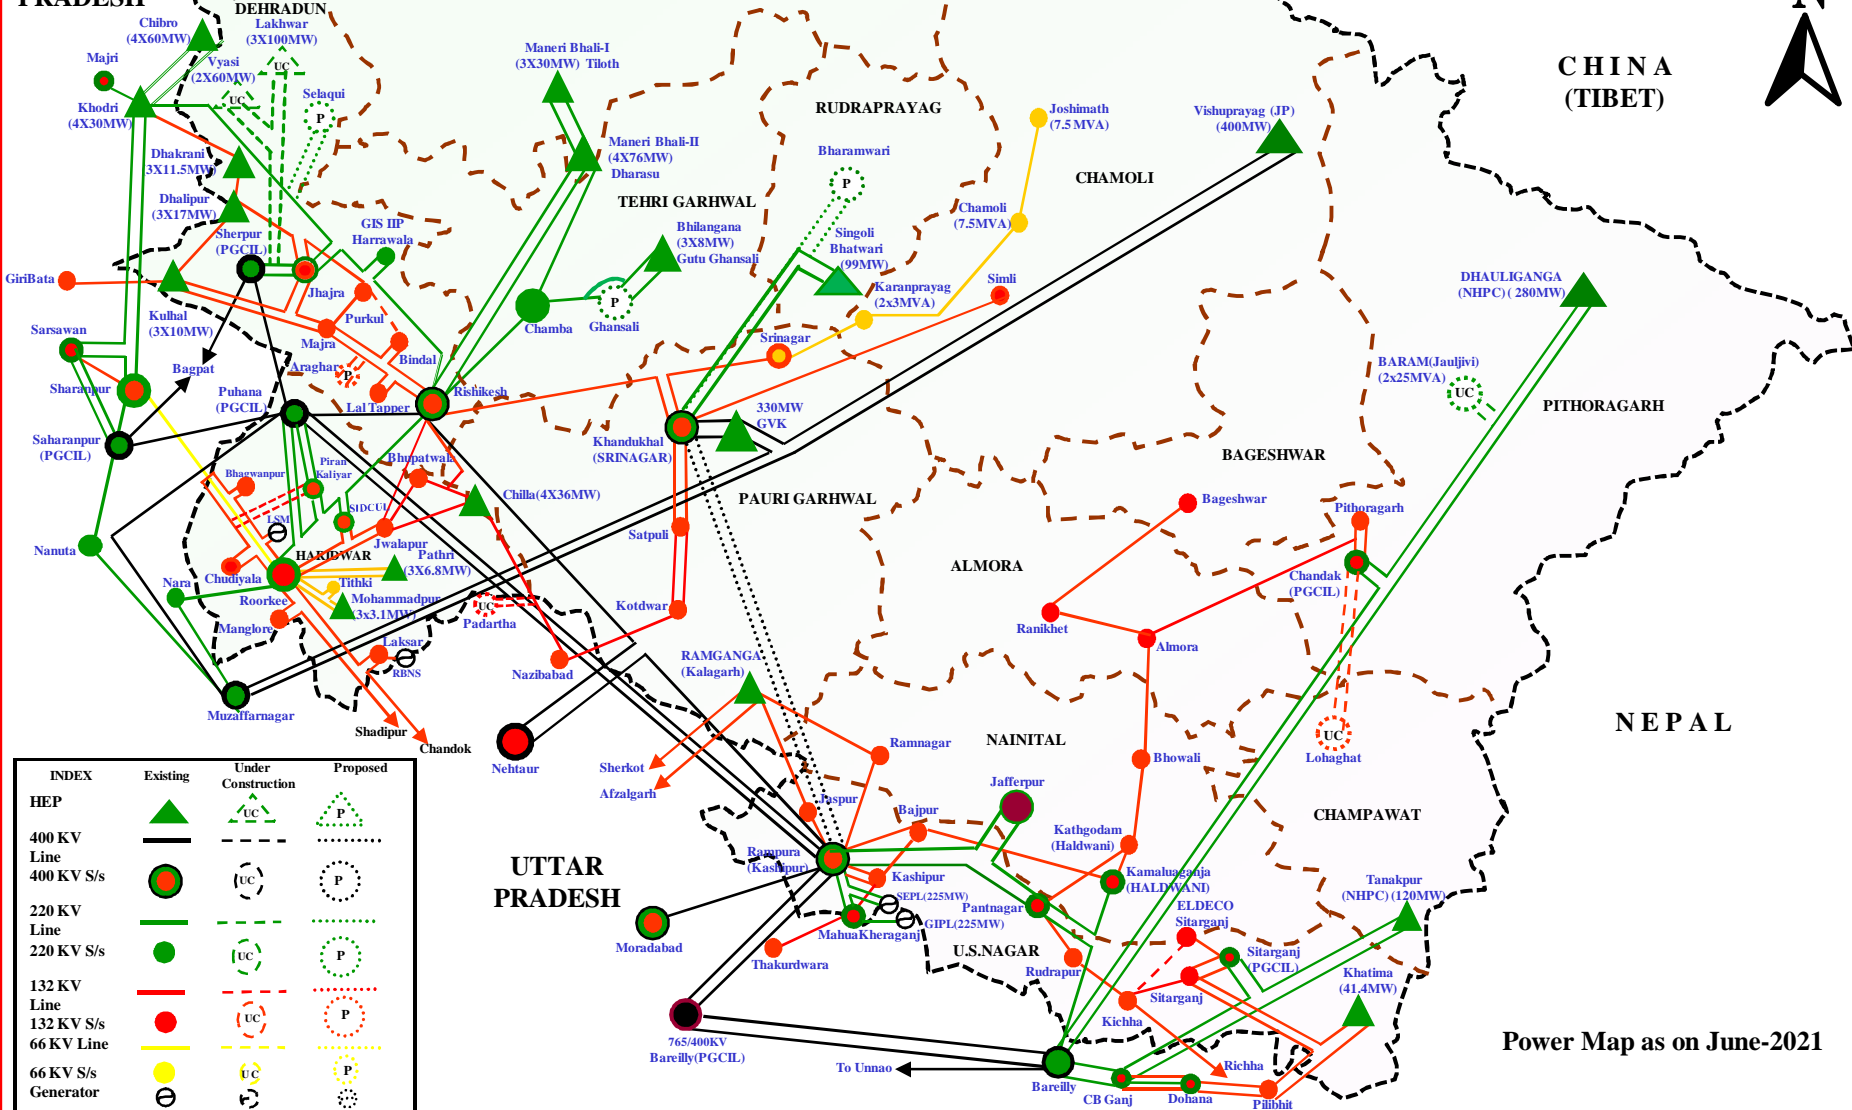 PRADESH
DEHRADUN
N
Chibro
(4X60MW)
Lakhwar
(3X100MW)
UC
Majri
Vyasi
(2X60MW)
UC
Selaqui
P
Khodri
(4X30MW)
Maneri Bhali-I
(3X30MW) Tiloth
RUDRAPRAYAG
Joshimath
(7.5MVA)
Vishuprayag (JP)
(400MW)
CHINA
(TIBET)
Dhakrani
3X11.5MW)
Maneri Bhali-II
(4X76MW)
Dharasu
Bharamwari
P
CHAMOLI
Dhalipur
(3X17MW)
TEHRI GARHWAL
Chamoli
(7.5MVA)
Sherpur
(PGCIL)
GIS IIP
Harrawala
Bhilangana
(3X8MW)
Gutu Ghansali
Singoli
Bhatwari
(99MW)
GiriBata
Jhajra
Karanprayag
(2x3MVA)
Simli
DHAULIGANGA
(NHPC) ( 280MW)
Kulhal
(3X10MW)
Purkul
Chamba
P
Ghansali
Sarsawan
Majra
Srinagar
Bagpat
Araghar
P
Bindal
BARAM(Jauljivi)
(2x25MVA)
UC
Sharanpur
Puhana
(PGCIL)
Lal Tapper
Rishikesh
330MW
GVK
PITHORAGARH
Saharanpur
(PGCIL)
Khandukhal
(SRINAGAR)
Bhagwanpur
Piran
Kaliyar
Bhupatwala
BAGESHWAR
Chilla(4X36MW)
PAURI GARHWAL
Bageshwar
Pithoragarh
LSM
SIDCUL
Satpuli
Nanuta
HARIDWAR
Jwalapur
Pathri
(3X6.8MW)
ALMORA
Chandak
(PGCIL)
Chudiyala
Nara
Tithki
Roorkee
Mohammadpur
(3x3.1MW)
UC
Padartha
Kotdwar
Manglore
Ranikhet
Laksar
RBNS
Almora
Nazibabad
RAMGANGA
(Kalagarh)
Muzaffarnagar
Shadipur
Chandok
NEPAL
Nehtaur
Sherkot
Afzalgarh
Ramnagar
NAINITAL
Bhowali
UC
Lohaghat
Jafferpur
Jaspur
Bajpur
CHAMPAWAT
Kathgodam
(Haldwani)
UTTAR
PRADESH
Rampura
(Kashipur)
Kashipur
Kamaluaganja
(HALDWANI)
Tanakpur
(NHPC) (120MW)
SEPL(225MW)
GIPL(225MW)
Pantnagar
ELDECO
Sitarganj
Moradabad
MahuaKheraganj
U.S.NAGAR
Thakurdwara
Rudrapur
Sitarganj
(PGCIL)
Khatima
(41.4MW)
Sitarganj
Kichha
765/400KV
Bareilly(PGCIL)
To Unnao
Bareilly
CB Ganj
Dohana
Richha
Pilibhit
Power Map as on June-2021
INDEX Existing Under
Construction Proposed
HEP UC P
400 KV
Line
400 KV S/s UC P
220 KV
Line
220 KV S/s UC P
132 KV
Line
132 KV S/s UC P
66 KV Line
66 KV S/s UC P
Generator